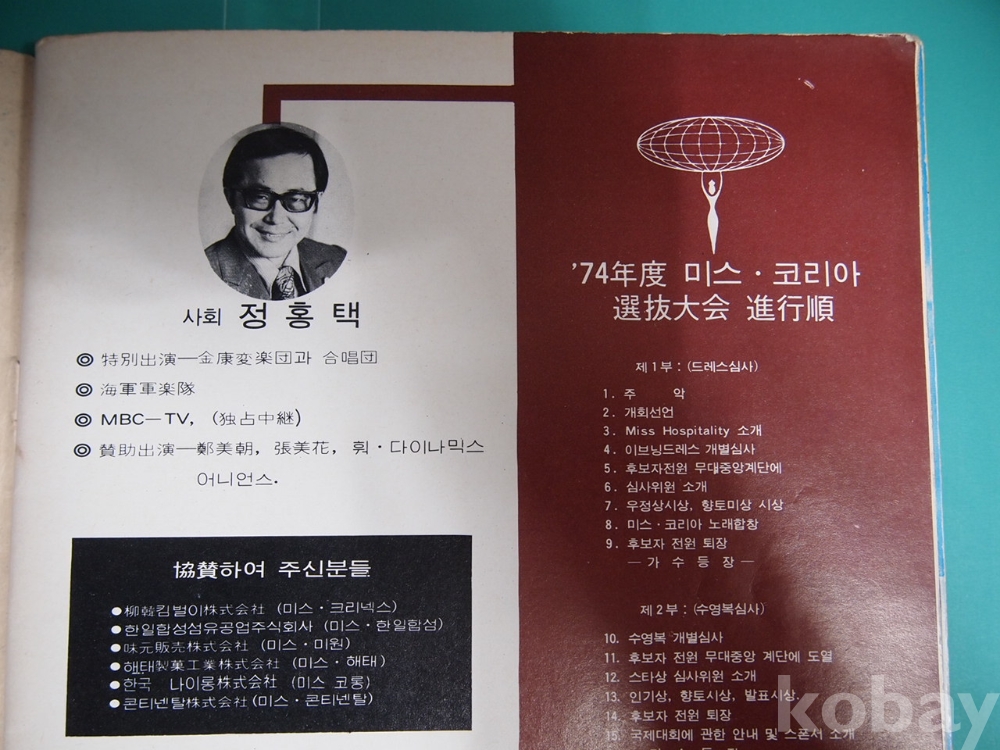 사회 정홍택
◎ 特別出演—金康変楽団과 合唱団
◎ 海軍軍楽隊
◎ MBC—TV, (独占中継)
◎ 賛助出演—鄭美朝, 張美花, 훠·다이나믹스
어니언스.
協賛하여 주신분들
●柳韓킴벌이株式会社 (미스·크리넥스)
●한일합성섬유공업주식회사 (미스·한일합섬)
●味元販売株式会社 (미스·미원)
●해태製菓工業株式会社 (미스·해태)
●한국 나이롱株式会社 (미스 코롱)
●콘티넨탈株式会社(미스·콘티넨탈)
'74年度 미스·코리아
選抜大会 進行順
제1부 : (드레스심사)
1. 주 악
2. 개회선언
3. Miss Hospitality 소개
4. 이브닝드레스 개별심사
5. 후보자전원 무대중앙계단에
6. 심사위원 소개
7. 우정상시상, 향토미상 시상
8. 미스·코리아 노래합창
9. 후보자 전원 퇴장
— 가 수 등 장 —
제2부 : (수영복심사)
10. 수영복 개별심사
11. 후보자 전원 무대중앙 계단에 도열
12. 스타상 심사위원 소개
13. 인기상, 향토시상, 발표시상.
14. 후보자 전원 퇴장
15. 국제대회에 관한 안내 및 스폰서 소개
kobay